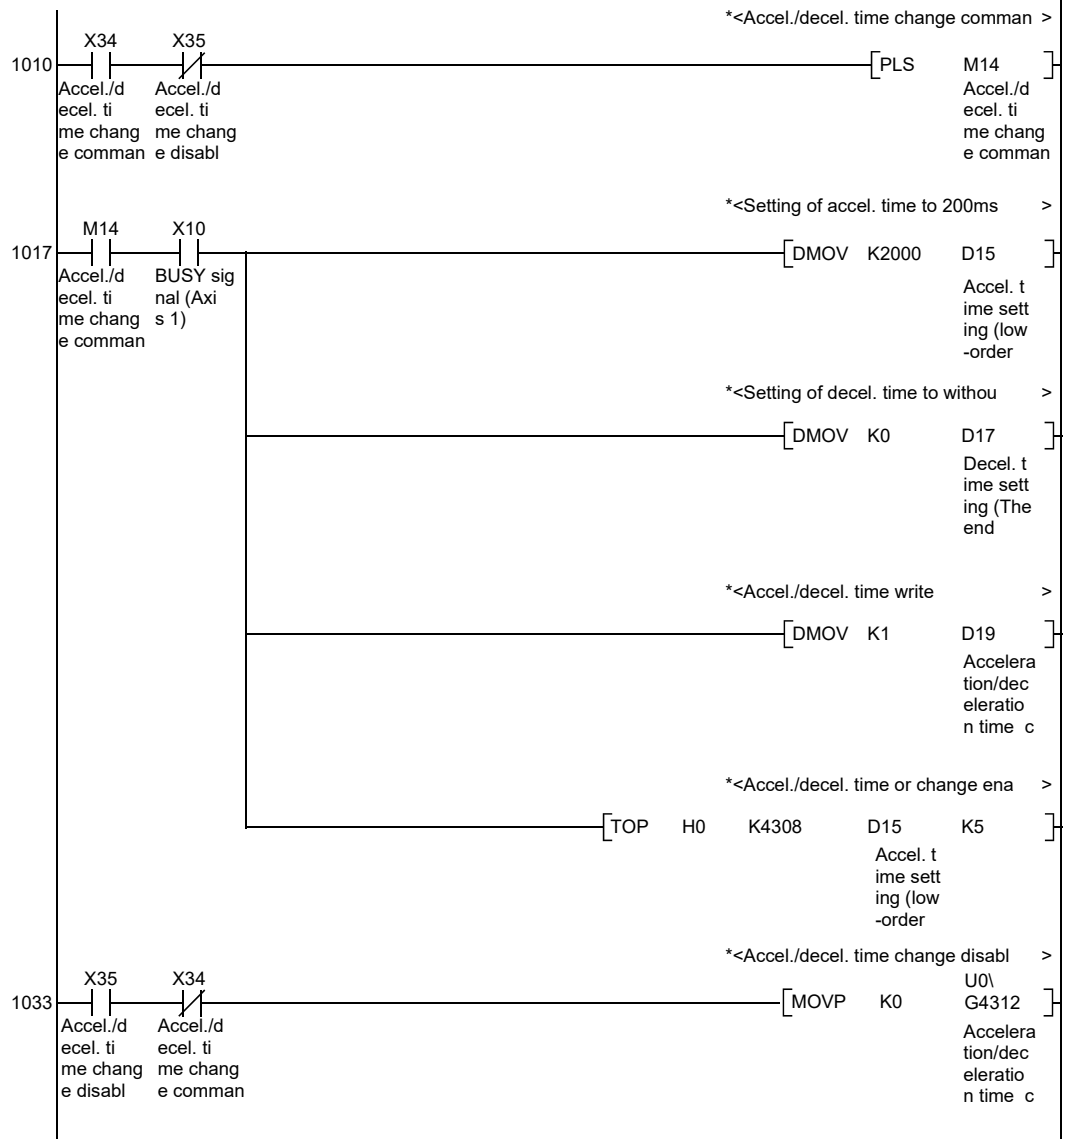 *<Accel./decel. time change comman >
X34 X35
1010 PLS M14
Accel./d Accel./d Accel./d
ecel. ti ecel. ti ecel. ti
me chang me chang me chang
e comman e disabl e comman
*<Setting of accel. time to 200ms >
M14 X10
1017 DMOV K2000 D15
Accel./d BUSY sig Accel. t
ecel. ti nal (Axi ime sett
me chang s 1) ing (low
e comman -order
*<Setting of decel. time to withou >
DMOV K0 D17
Decel. t
ime sett
ing (The
end
*<Accel./decel. time write >
DMOV K1 D19
Accelera
tion/dec
eleratio
n time c
*<Accel./decel. time or change ena >
TOP H0 K4308 D15 K5
Accel. t
ime sett
ing (low
-order
*<Accel./decel. time change disabl >
X35 X34 U0\
1033 MOVP K0 G4312
Accel./d Accel./d Accelera
ecel. ti ecel. ti tion/dec
me chang me chang eleratio
e disabl e comman n time c